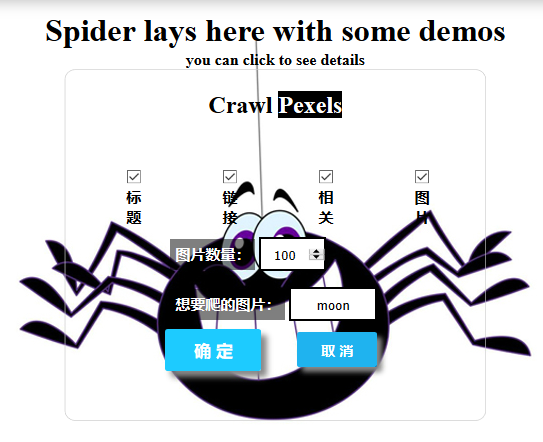 Spider lays here with some demos
you can click to see details
Crawl Pexels
标题 链接 相关 图片
图片数量: 100
想要爬的图片: moon
确 定 取 消